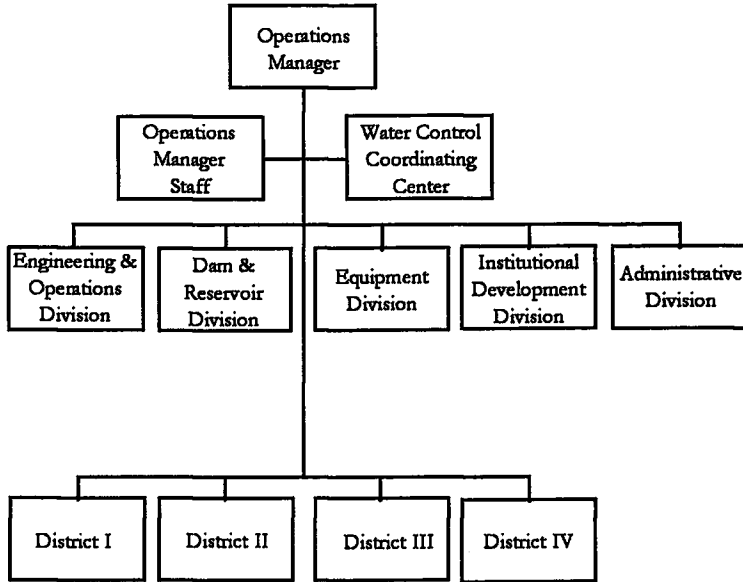 Operations
Manager
Operations
Manager
Staff
Water Control
Coordinating
Center
Engineering &
Operations
Division
Dam &
Reservoir
Division
Equipment
Division
Institutional
Development
Division
Administrative
Division
District I
District II
District III
District IV